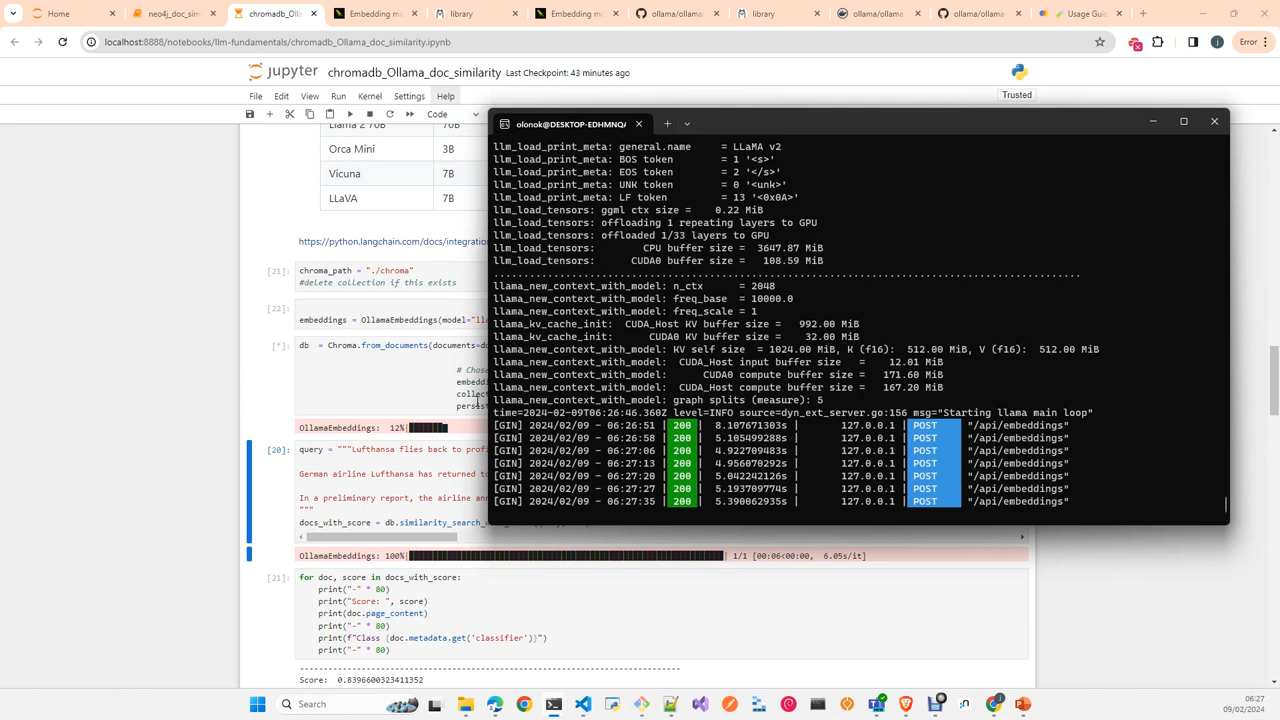 Home
neo4j_doc_sim
chromadb_Oll
Embedding m
library
Embedding m
ollama/ollama
library
ollama/ollama
ollama/ollama
Usage Gui
localhost:8888/notebooks/llm-fundamentals/chromadb_Ollama_doc_similarity.ipynb
Error
jupyter chromadb_Ollama_doc_similarity Last Checkpoint: 43 minutes ago
File Edit View Run Kernel Settings Help
Trusted
Code
Llama 2 70B 70B
Orca Mini 3B
Vicuna 7B
LLaVA 7B
https://python.langchain.com/docs/integration
[21]: chroma_path = "./chroma"
#delete collection if this exists
[22]:
embeddings = OllamaEmbeddings(model="ll
[*]: db = Chroma.from_documents(documents=do
# Chos
embeddi
collect
persist
OllamaEmbeddings: 12%|
[20]: query = """Lufthansa flies back to profi
German airline Lufthansa has returned to
In a preliminary report, the airline ann
"""
docs_with_score = db.similarity_search
OllamaEmbeddings: 100%| | 1/1 [00:06<00:00, 6.05s/it]
[21]: for doc, score in docs_with_score:
print("-" * 80)
print("Score: ", score)
print(doc.page_content)
print("-" * 80)
print(f"Class {doc.metadata.get('classifier')}")
print("-" * 80)
--------------------------------------------------------------------------------
Score: 0.8396600323411352
olonok@DESKTOP-EDHMNQA
llm_load_print_meta: general.name = LLaMA v2
llm_load_print_meta: BOS token = 1 '<s>'
llm_load_print_meta: EOS token = 2 '</s>'
llm_load_print_meta: UNK token = 0 '<unk>'
llm_load_print_meta: LF token = 13 '<0x0A>'
llm_load_tensors: ggml ctx size = 0.22 MiB
llm_load_tensors: offloading 1 repeating layers to GPU
llm_load_tensors: offloaded 1/33 layers to GPU
llm_load_tensors: CPU buffer size = 3647.87 MiB
llm_load_tensors: CUDA0 buffer size = 108.59 MiB
....................................................................................................
llama_new_context_with_model: n_ctx = 2048
llama_new_context_with_model: freq_base = 10000.0
llama_new_context_with_model: freq_scale = 1
llama_kv_cache_init: CUDA_Host KV buffer size = 992.00 MiB
llama_kv_cache_init: CUDA0 KV buffer size = 32.00 MiB
llama_new_context_with_model: KV self size = 1024.00 MiB, K (f16): 512.00 MiB, V (f16): 512.00 MiB
llama_new_context_with_model: CUDA_Host input buffer size = 12.01 MiB
llama_new_context_with_model: CUDA0 compute buffer size = 171.60 MiB
llama_new_context_with_model: CUDA_Host compute buffer size = 167.20 MiB
llama_new_context_with_model: graph splits (measure): 5
time=2024-02-09T06:26:46.360Z level=INFO source=dyn_ext_server.go:156 msg="Starting llama main loop"
[GIN] 2024/02/09 - 06:26:51 | 200 | 8.107671303s | 127.0.0.1 | POST "/api/embeddings"
[GIN] 2024/02/09 - 06:26:58 | 200 | 5.105499288s | 127.0.0.1 | POST "/api/embeddings"
[GIN] 2024/02/09 - 06:27:06 | 200 | 4.922709483s | 127.0.0.1 | POST "/api/embeddings"
[GIN] 2024/02/09 - 06:27:13 | 200 | 4.956070292s | 127.0.0.1 | POST "/api/embeddings"
[GIN] 2024/02/09 - 06:27:20 | 200 | 5.042242126s | 127.0.0.1 | POST "/api/embeddings"
[GIN] 2024/02/09 - 06:27:27 | 200 | 5.193709774s | 127.0.0.1 | POST "/api/embeddings"
[GIN] 2024/02/09 - 06:27:35 | 200 | 5.390062935s | 127.0.0.1 | POST "/api/embeddings"
Search
06:27
09/02/2024